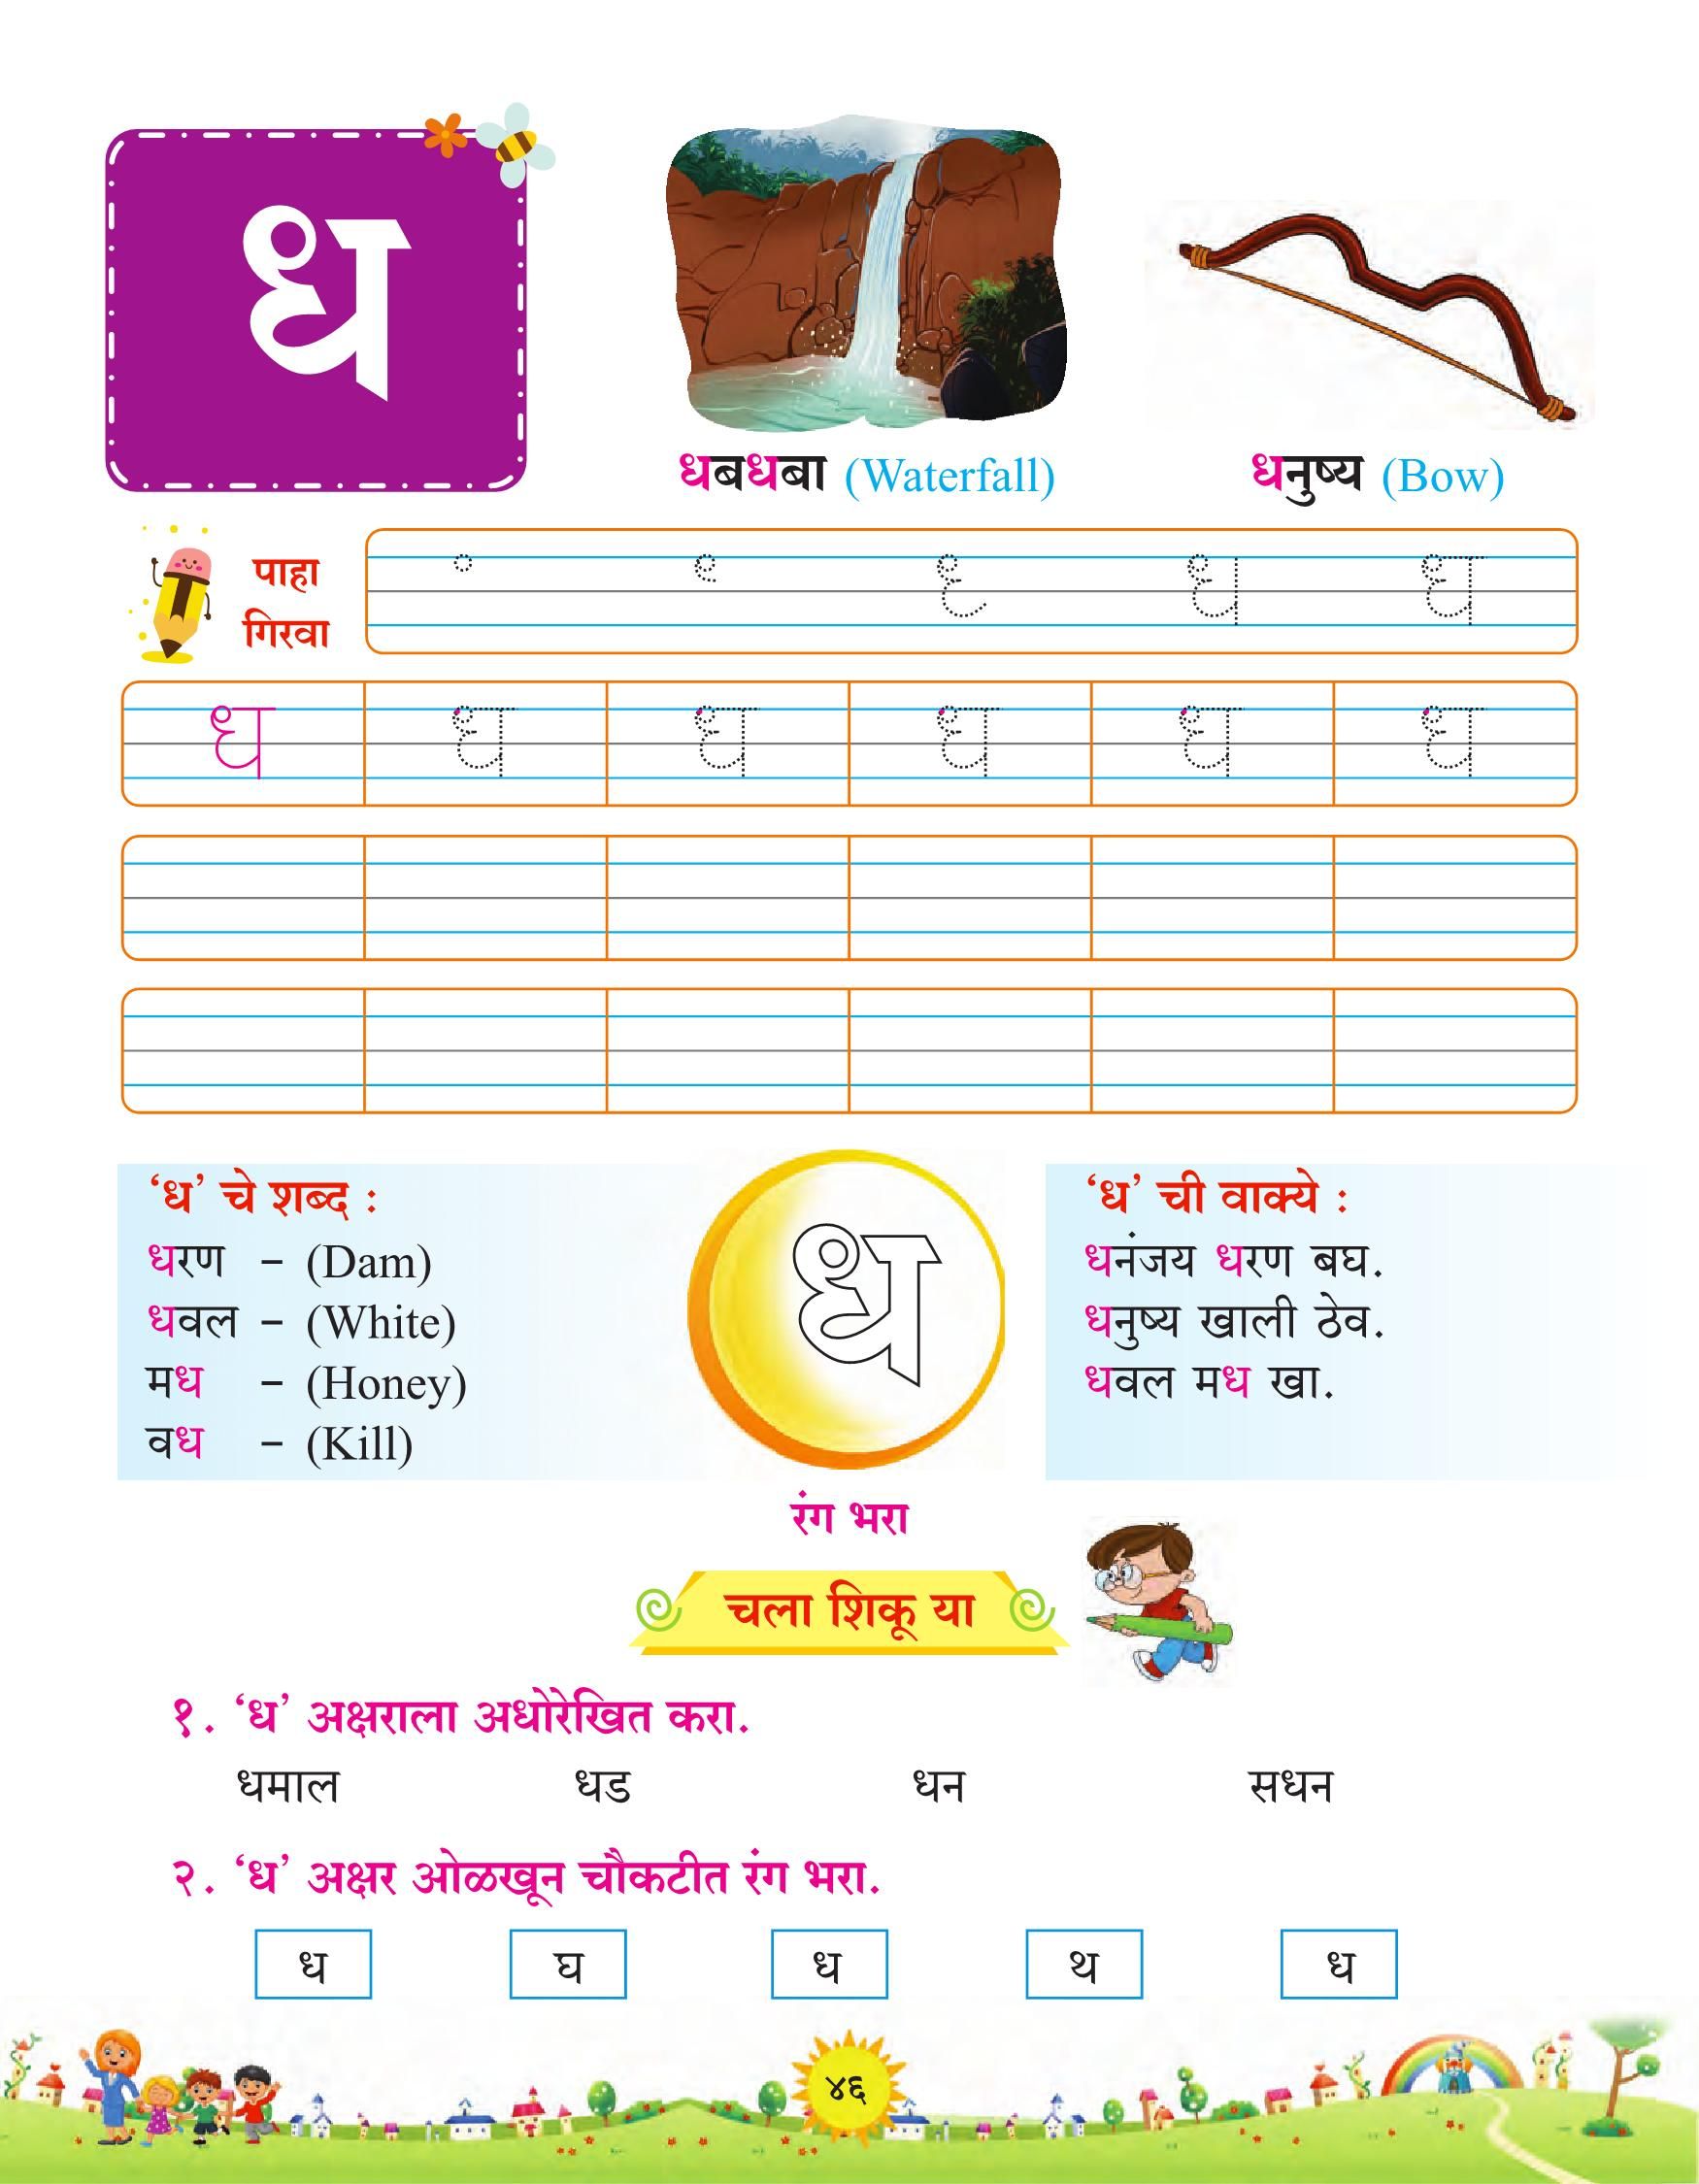 ध
धबधबा (Waterfall)
धनुष्य (Bow)
पाहा
गिरवा
ध ध
ध ध ध ध ध ध
‘ध’ चे शब्द :
धरण – (Dam)
धवल – (White)
मध – (Honey)
वध – (Kill)
ध
रंग भरा
‘ध’ ची वाक्ये :
धनंजय धरण बघ.
धनुष्य खाली ठेव.
धवल मध खा.
चला शिकू या
१. ‘ध’ अक्षराला अधोरेखित करा.
धमाल धड धन सधन
२. ‘ध’ अक्षर ओळखून चौकटीत रंग भरा.
ध घ ध थ ध
४६